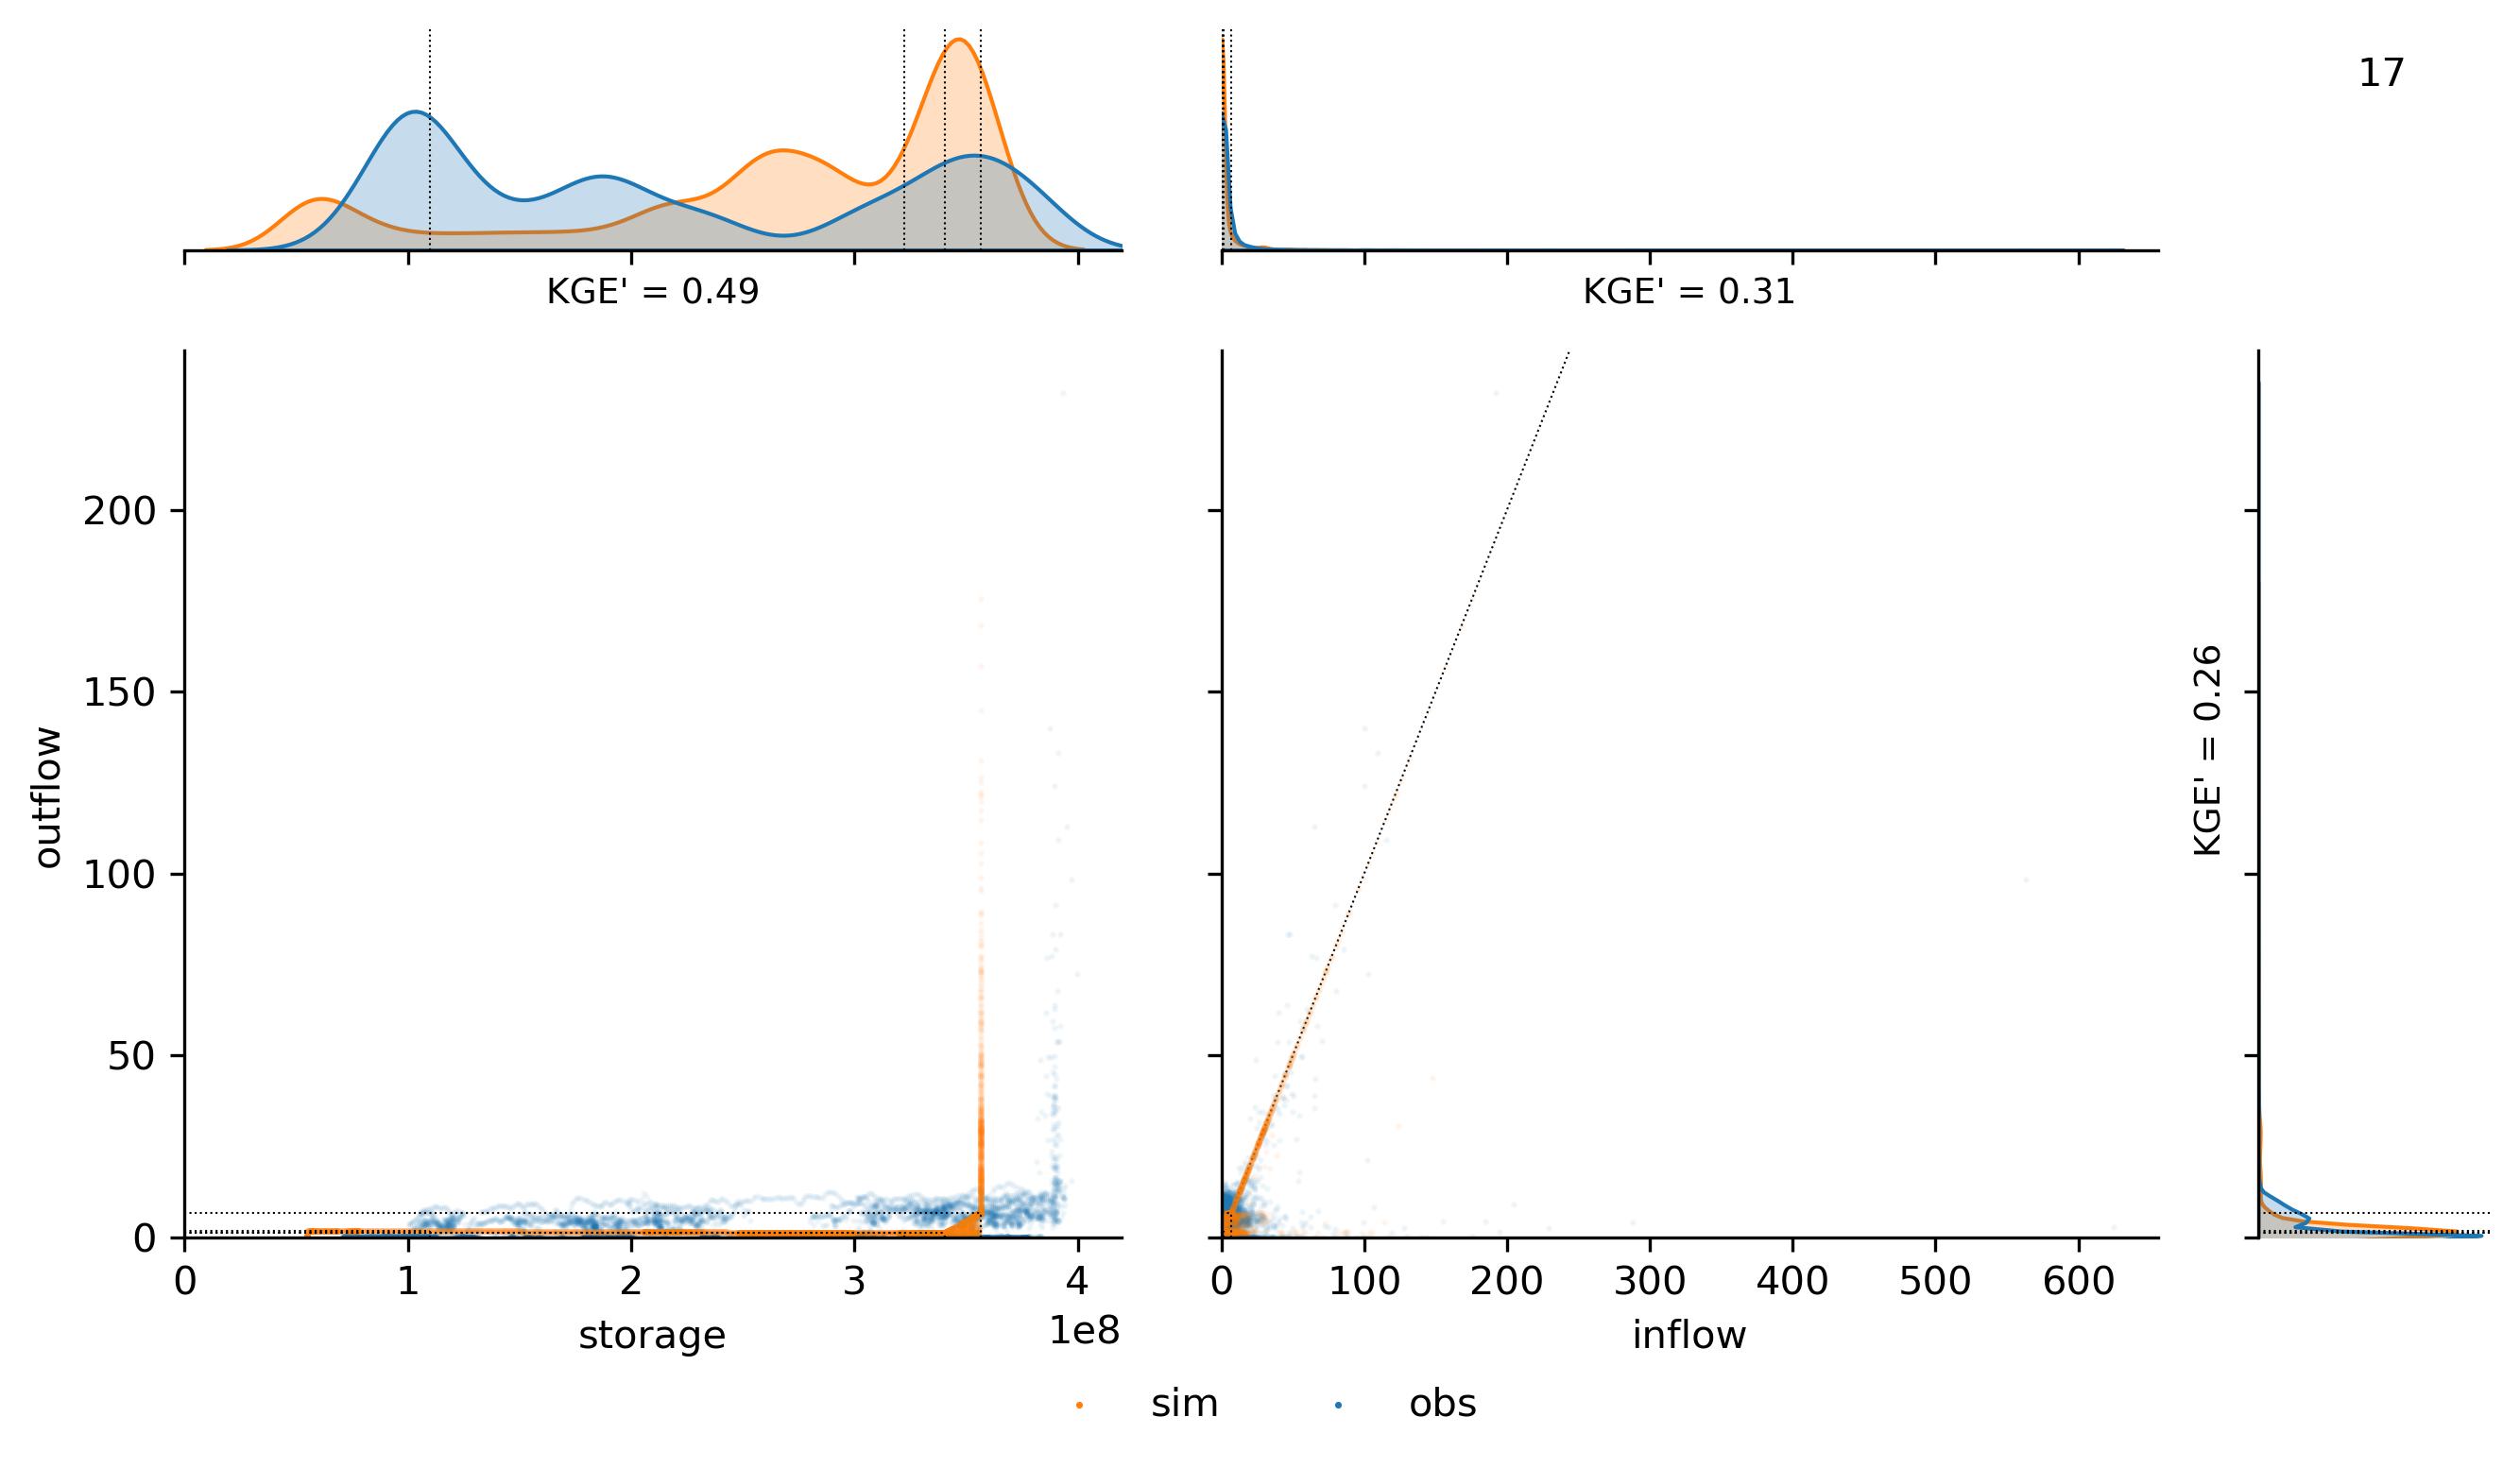 17
KGE' = 0.49
KGE' = 0.31
outflow
200
150
100
50
0
KGE' = 0.26
0 1 2 3 4
1e8
storage
0 100 200 300 400 500 600
inflow
sim obs